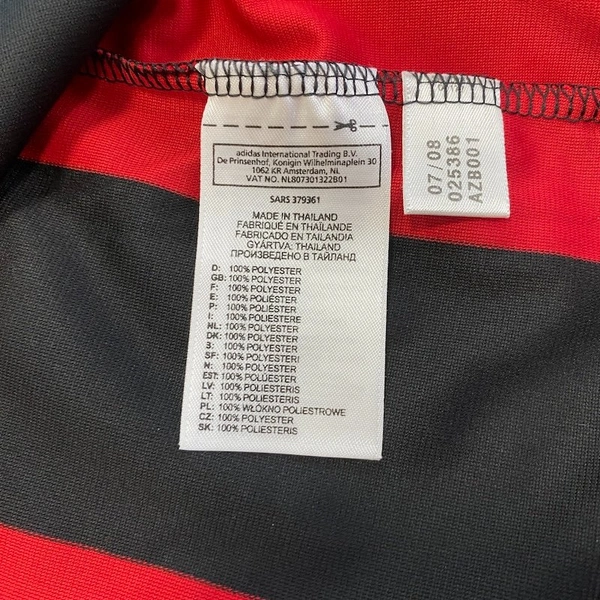 adidas International Trading B.V.
De Prinsenhof, Konigin Wilhelminaplein 30
1062 KR Amsterdam, NL
VAT NO. NL807301322B01
SARS 379361
MADE IN THAILAND
FABRIQUÉ EN THAÏLANDE
FABRICADO EN TAILANDIA
GYÁRTVA: THAILAND
ПРОИЗВЕДЕНО В ТАЙЛАНД
D: 100% POLYESTER
GB: 100% POLYESTER
F: 100% POLYESTER
E: 100% POLIÉSTER
P: 100% POLIÉSTER
I: 100% POLIESTERE
NL: 100% POLYESTER
DK: 100% POLYESTER
S: 100% POLYESTER
SF: 100% POLYESTERI
N: 100% POLYESTER
EST: 100% POLÜESTER
LV: 100% POLIESTERIS
LT: 100% POLIESTERIS
PL: 100% WŁÓKNO POLIESTROWE
CZ: 100% POLYESTER
SK: 100% POLIESTERIS
07/08
025386
AZB001